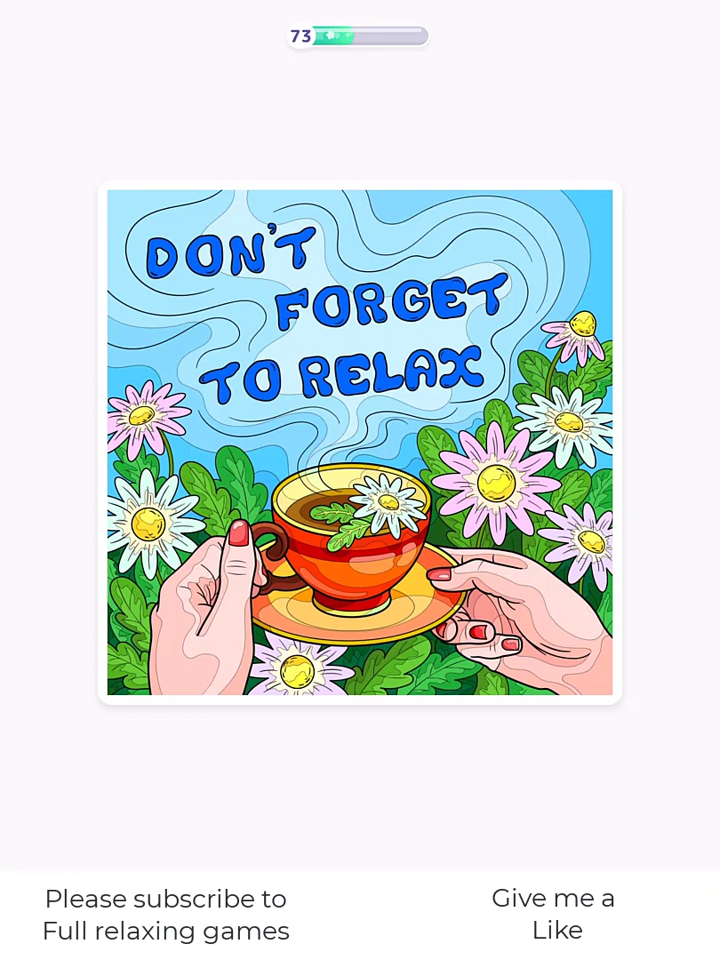 73
DON'T
FORGET
TO RELAX
Please subscribe to
Full relaxing games
Give me a
Like